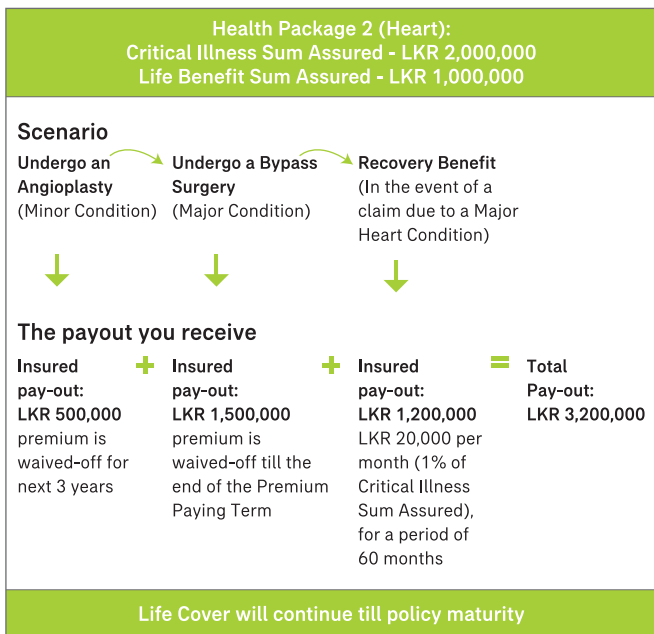 Health Package 2 (Heart):
Critical Illness Sum Assured - LKR 2,000,000
Life Benefit Sum Assured - LKR 1,000,000
Scenario
Undergo an
Angioplasty
(Minor Condition)
Undergo a Bypass
Surgery
(Major Condition)
Recovery Benefit
(In the event of a
claim due to a Major
Heart Condition)
The payout you receive
Insured
pay-out:
LKR 500,000
premium is
waived-off for
next 3 years
+
Insured
pay-out:
LKR 1,500,000
premium is
waived-off till the
end of the Premium
Paying Term
+
Insured
pay-out:
LKR 1,200,000
LKR 20,000 per
month (1% of
Critical Illness
Sum Assured),
for a period of
60 months
=
Total
Pay-out:
LKR 3,200,000
Life Cover will continue till policy maturity